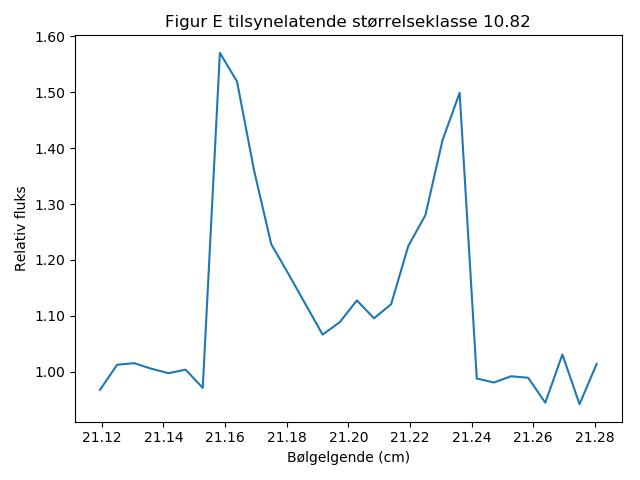 Figur E tilsynelatende størrelseklasse 10.82
1.60
1.50
1.40
1.30
1.20
1.10
1.00
Relativ fluks
21.12 21.14 21.16 21.18 21.20 21.22 21.24 21.26 21.28
Bølgelgende (cm)